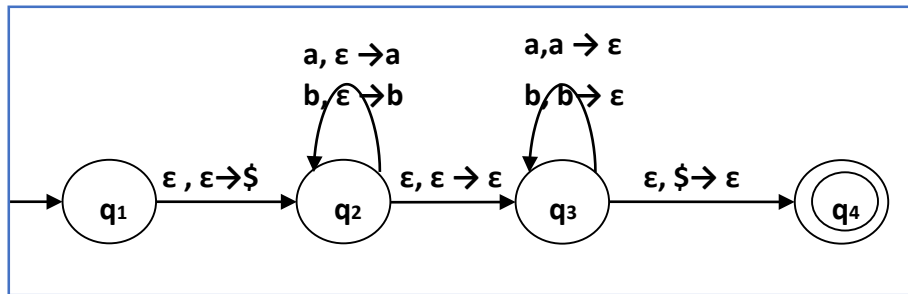 a, ε →a
b, ε →b
a,a → ε
b, b→ ε
ε , ε→$
ε, ε → ε
ε, $→ ε
q1
q2
q3
q4